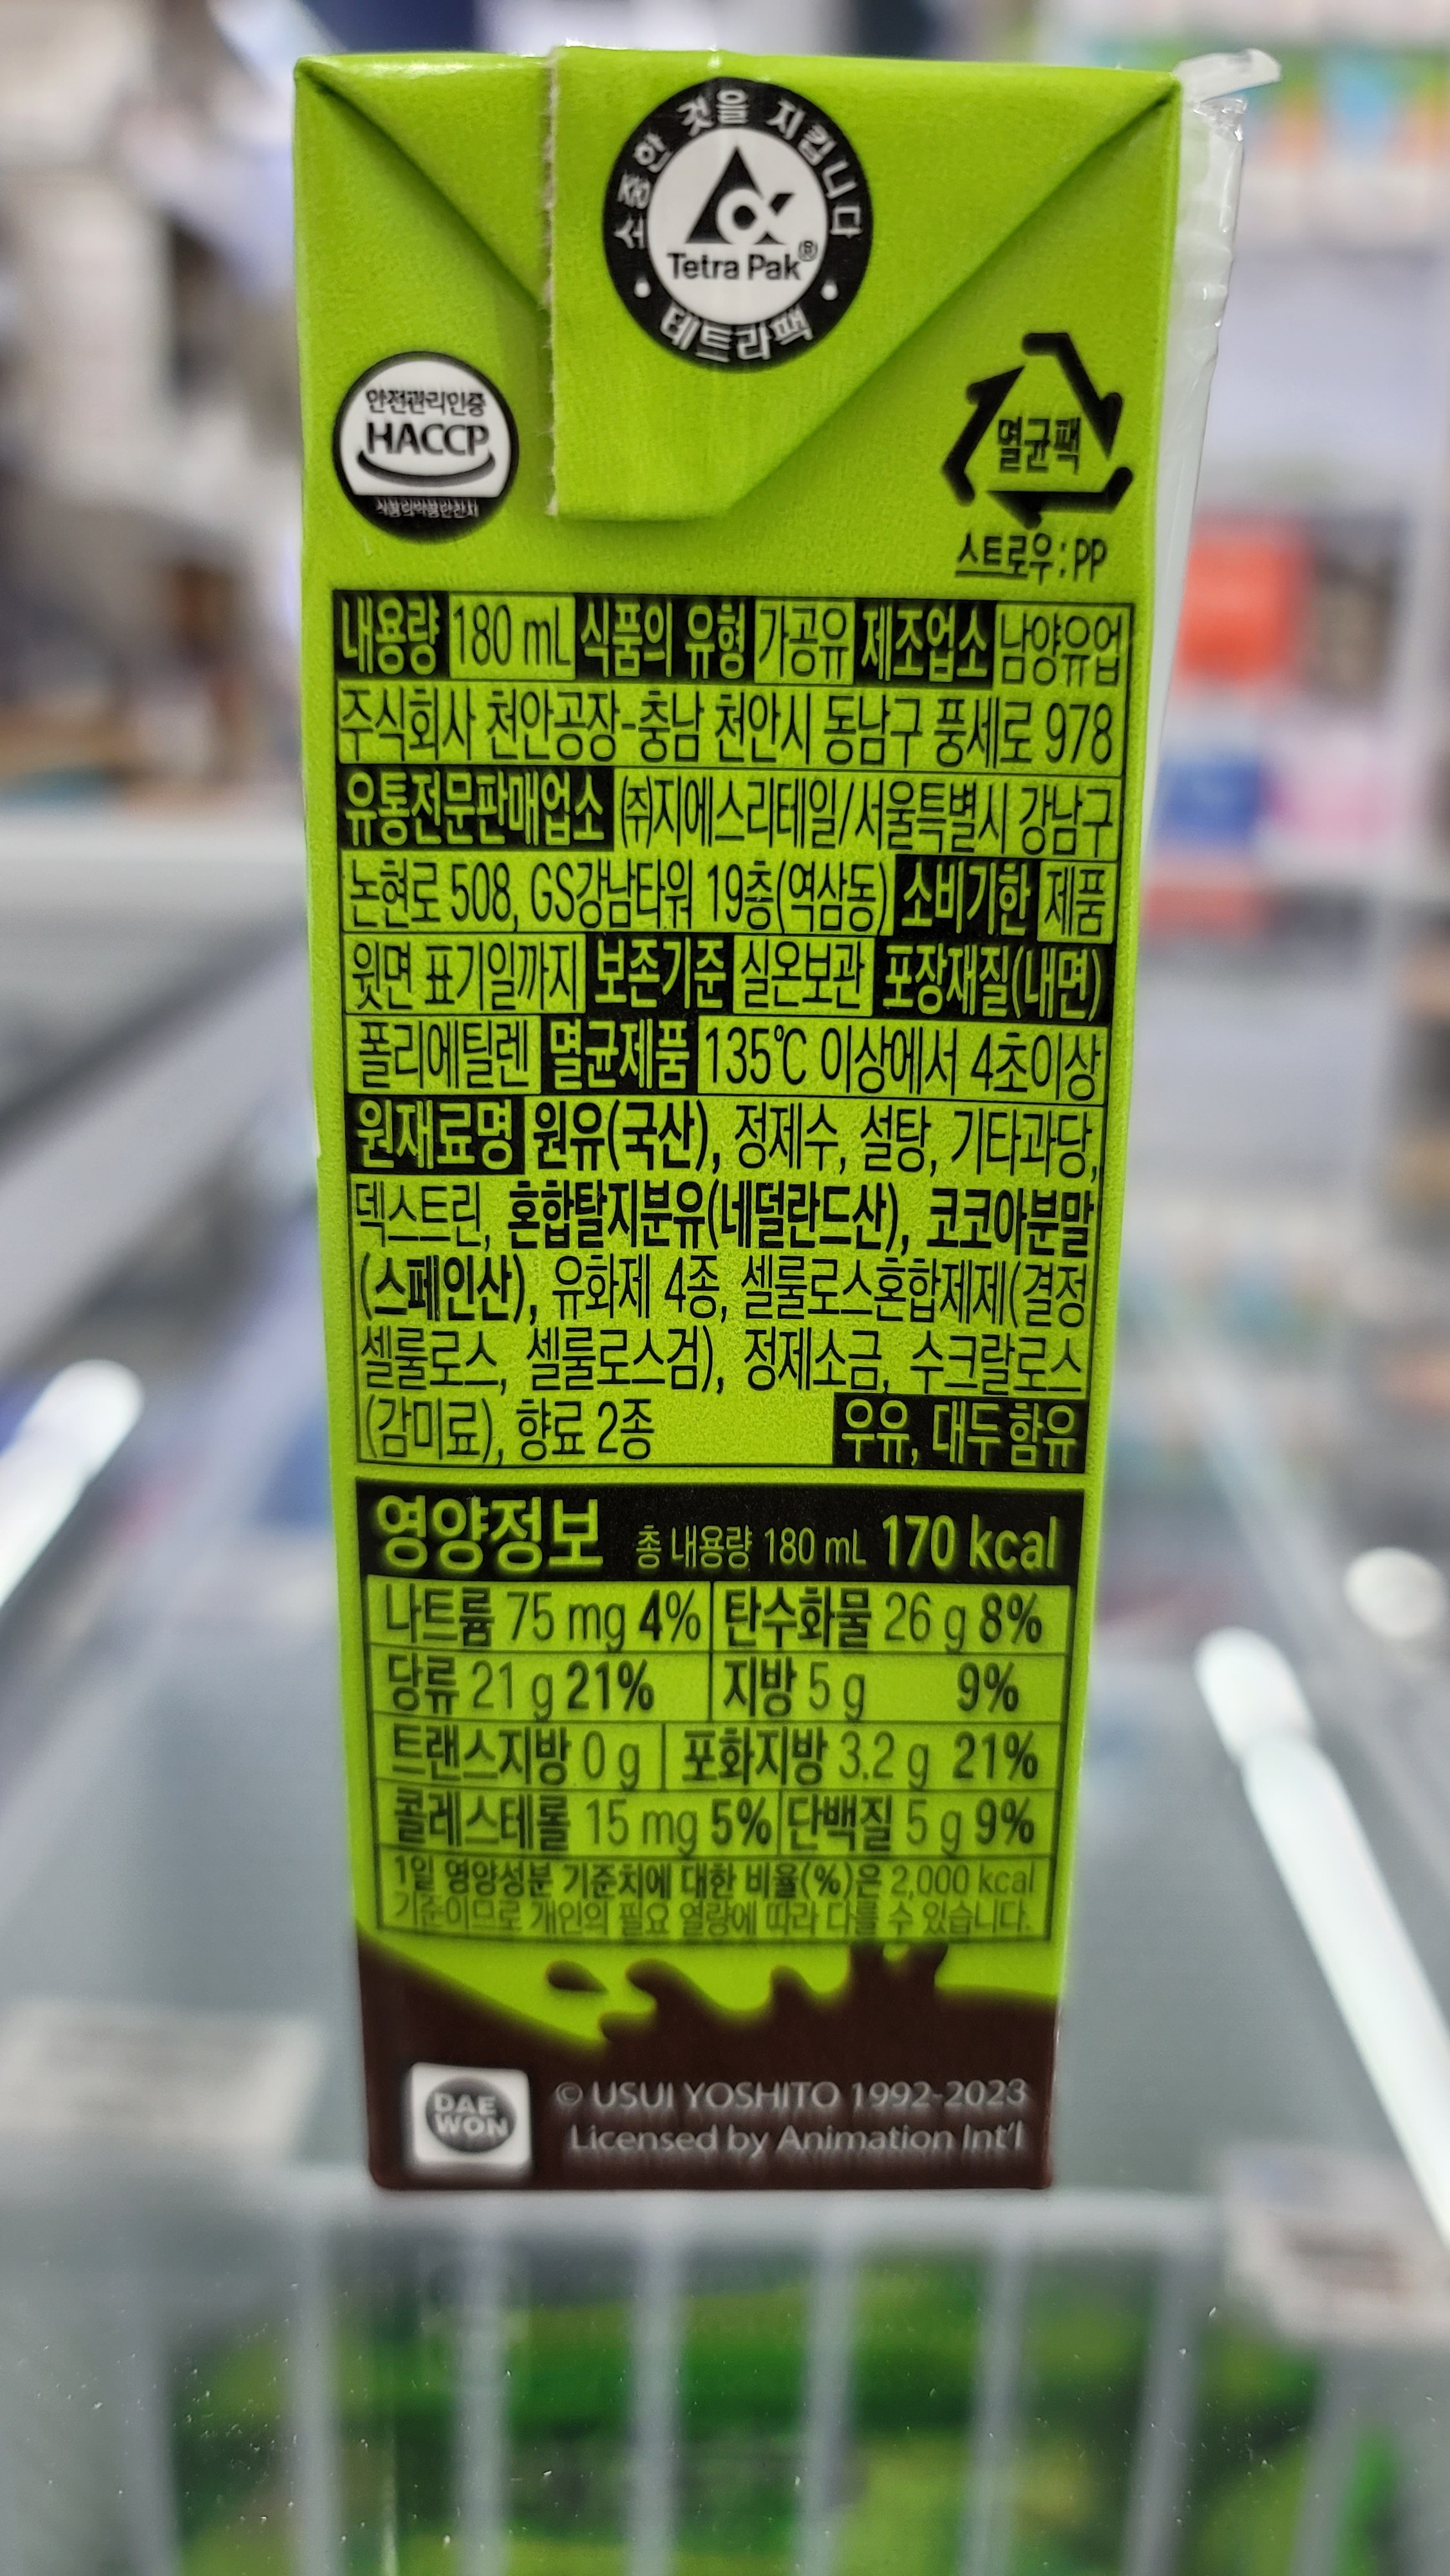 소중한 것을 지킵니다
Tetra Pak®
테트라팩
안전관리인증
HACCP
식품의약품안전처
멸균팩
스트로우 : PP
내용량 180 mL 식품의 유형 가공유 제조업소 남양유업
주식회사 천안공장-충남 천안시 동남구 풍세로 978
유통전문판매업소 ㈜지에스리테일/서울특별시 강남구
논현로 508, GS강남타워 19층(역삼동) 소비기한 제품
윗면 표기일까지 보존기준 실온보관 포장재질(내면)
폴리에틸렌 멸균제품 135℃ 이상에서 4초이상
원재료명 원유(국산), 정제수, 설탕, 기타과당,
덱스트린, 혼합탈지분유(네덜란드산), 코코아분말
(스페인산), 유화제 4종, 셀룰로스혼합제제(결정
셀룰로스, 셀룰로스검), 정제소금, 수크랄로스
(감미료), 향료 2종 우유, 대두 함유
영양정보 총 내용량 180 mL 170 kcal
나트륨 75 mg 4% 탄수화물 26 g 8%
당류 21 g 21% 지방 5 g 9%
트랜스지방 0 g 포화지방 3.2 g 21%
콜레스테롤 15 mg 5% 단백질 5 g 9%
1일 영양성분 기준치에 대한 비율(%)은 2,000 kcal
기준이므로 개인의 필요 열량에 따라 다를 수 있습니다.
DAE
WON
© USUI YOSHITO 1992-2023
Licensed by Animation Int'l